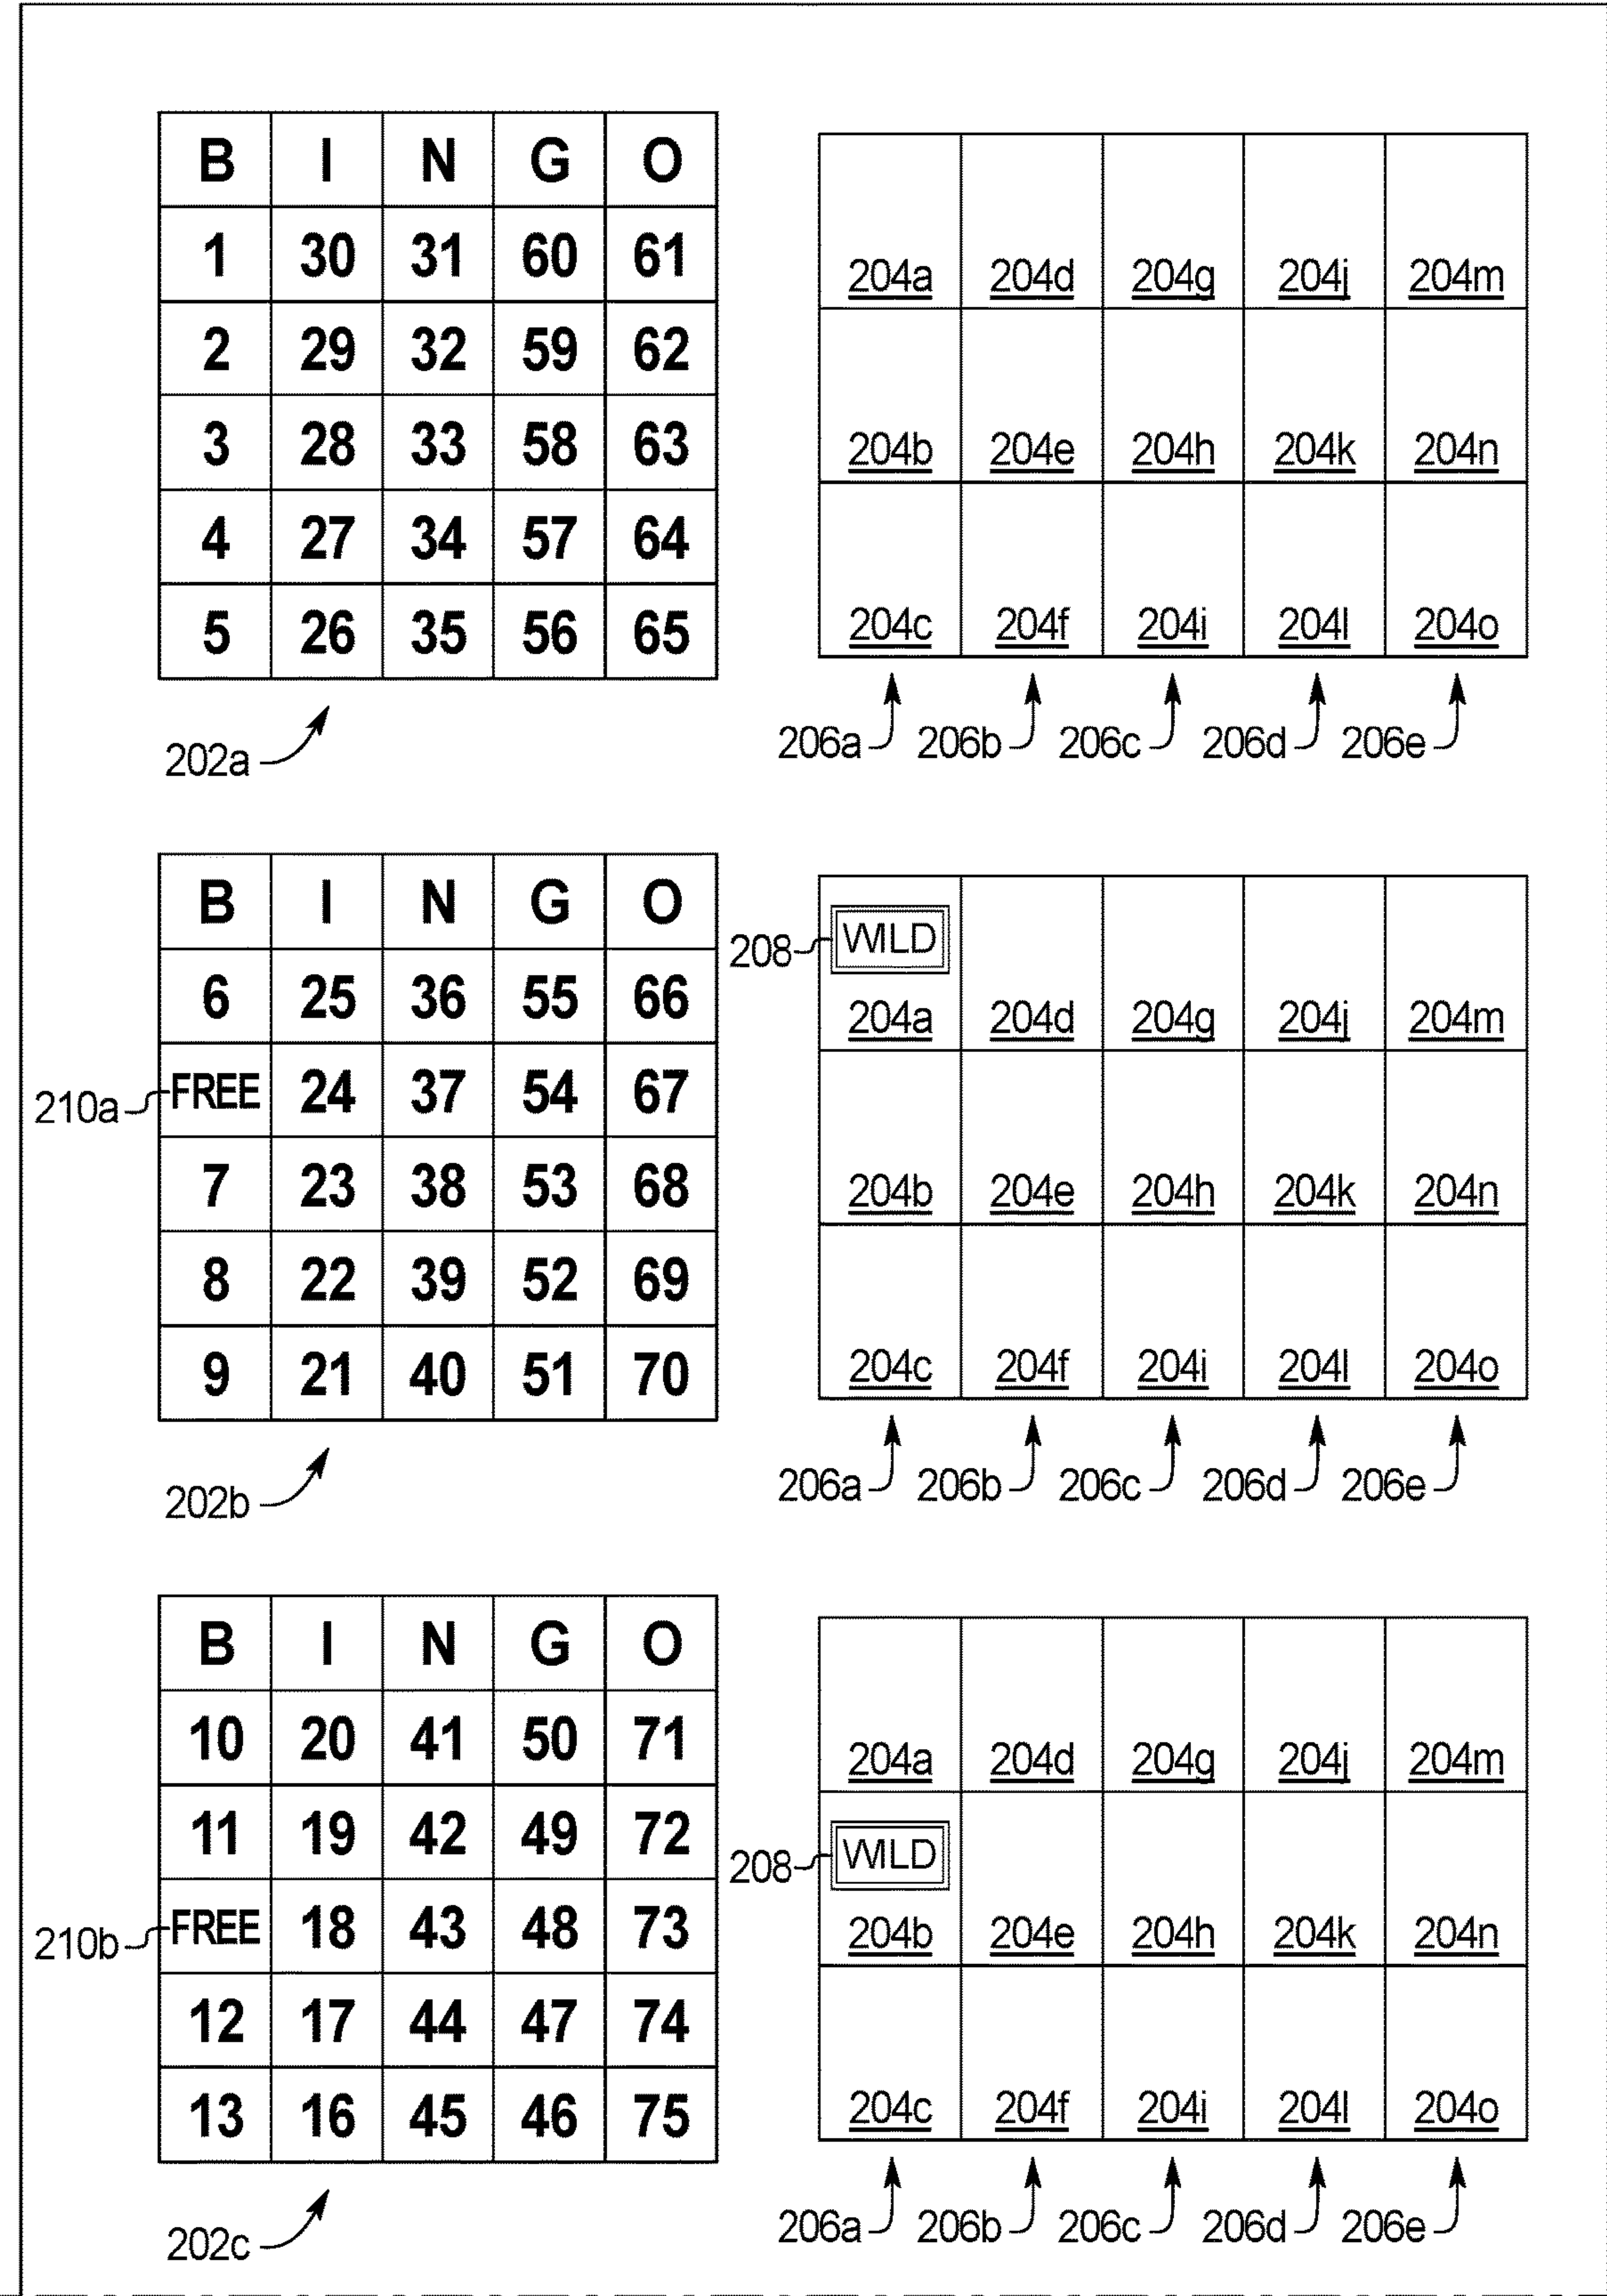 B I N G O
1 30 31 60 61
2 29 32 59 62
3 28 33 58 63
4 27 34 57 64
5 26 35 56 65
202a
204a 204d 204g 204j 204m
204b 204e 204h 204k 204n
204c 204f 204i 204l 204o
206a 206b 206c 206d 206e
B I N G O
6 25 36 55 66
210a FREE 24 37 54 67
7 23 38 53 68
8 22 39 52 69
9 21 40 51 70
202b
208 WILD
204a 204d 204g 204j 204m
204b 204e 204h 204k 204n
204c 204f 204i 204l 204o
206a 206b 206c 206d 206e
B I N G O
10 20 41 50 71
11 19 42 49 72
210b FREE 18 43 48 73
12 17 44 47 74
13 16 45 46 75
202c
204a 204d 204g 204j 204m
208 WILD
204b 204e 204h 204k 204n
204c 204f 204i 204l 204o
206a 206b 206c 206d 206e